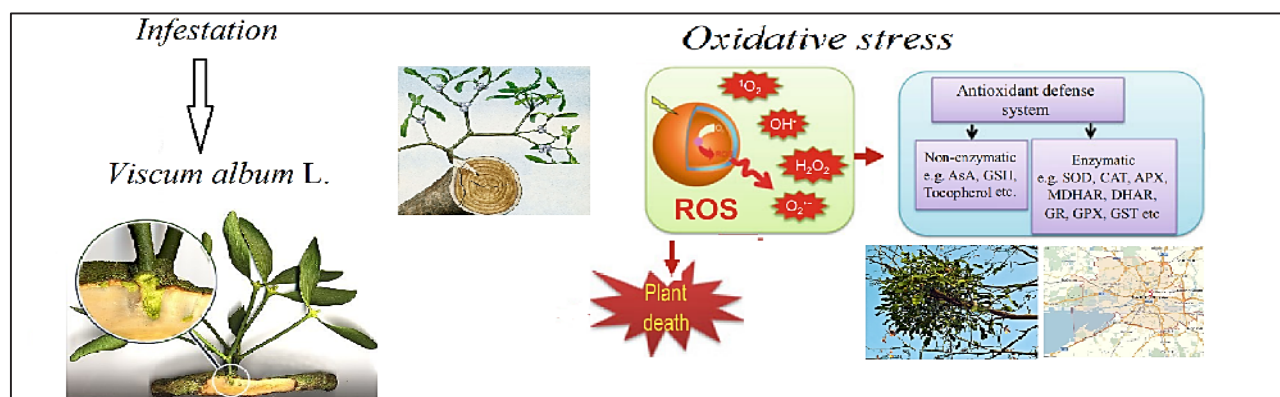 Infestation
Viscum album L.
Oxidative stress
¹O₂
OH•
H₂O₂
O₂•−
ROS
Plant
death
Antioxidant defense
system
Non-enzymatic
e.g. AsA, GSH,
Tocopherol etc.
Enzymatic
e.g. SOD, CAT, APX,
MDHAR, DHAR,
GR, GPX, GST etc